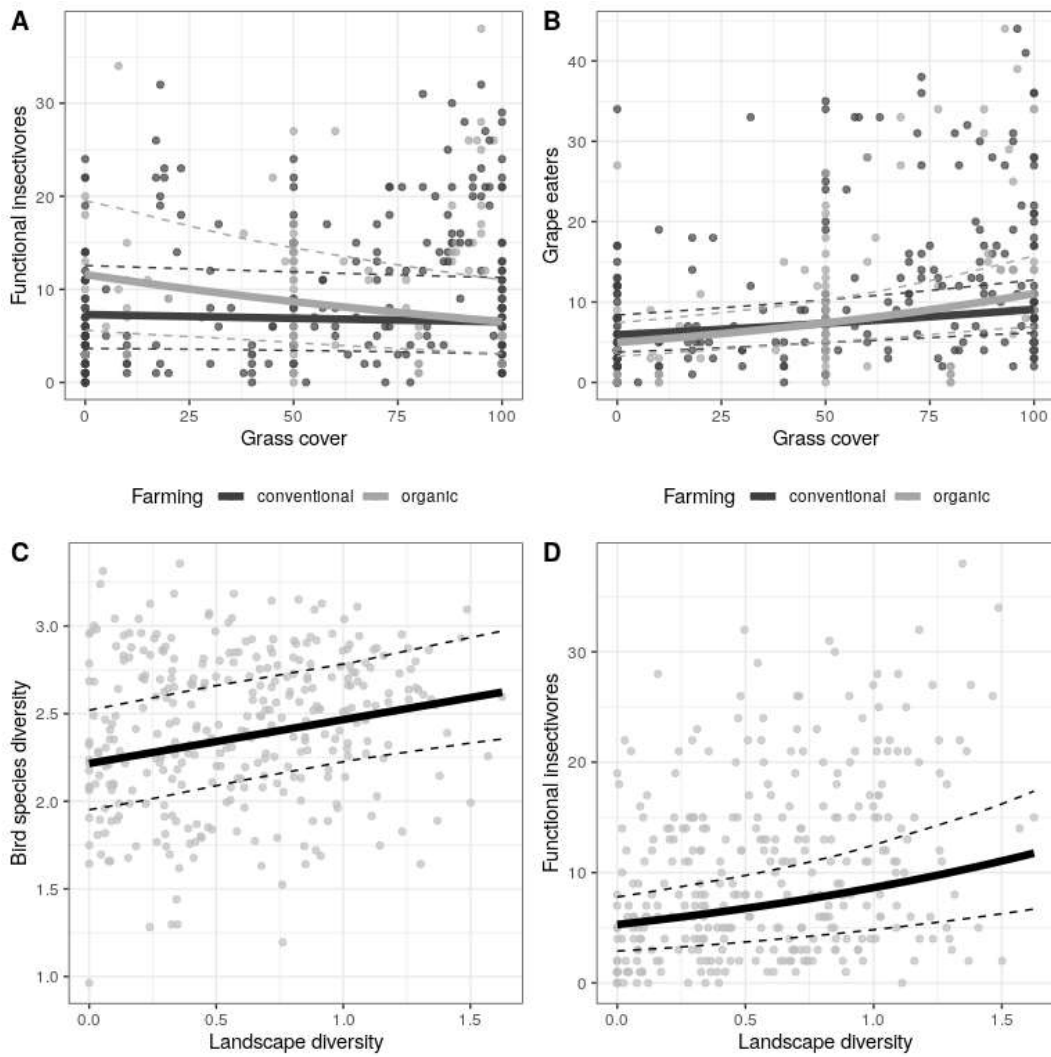 A
B
Functional insectivores
30
20
10
0
0
25
50
75
100
Grass cover
Grape eaters
40
30
20
10
0
0
25
50
75
100
Grass cover
Farming conventional organic
Farming conventional organic
C
D
Bird species diversity
3.0
2.5
2.0
1.5
1.0
0.0
0.5
1.0
1.5
Landscape diversity
Functional insectivores
30
20
10
0
0.0
0.5
1.0
1.5
Landscape diversity